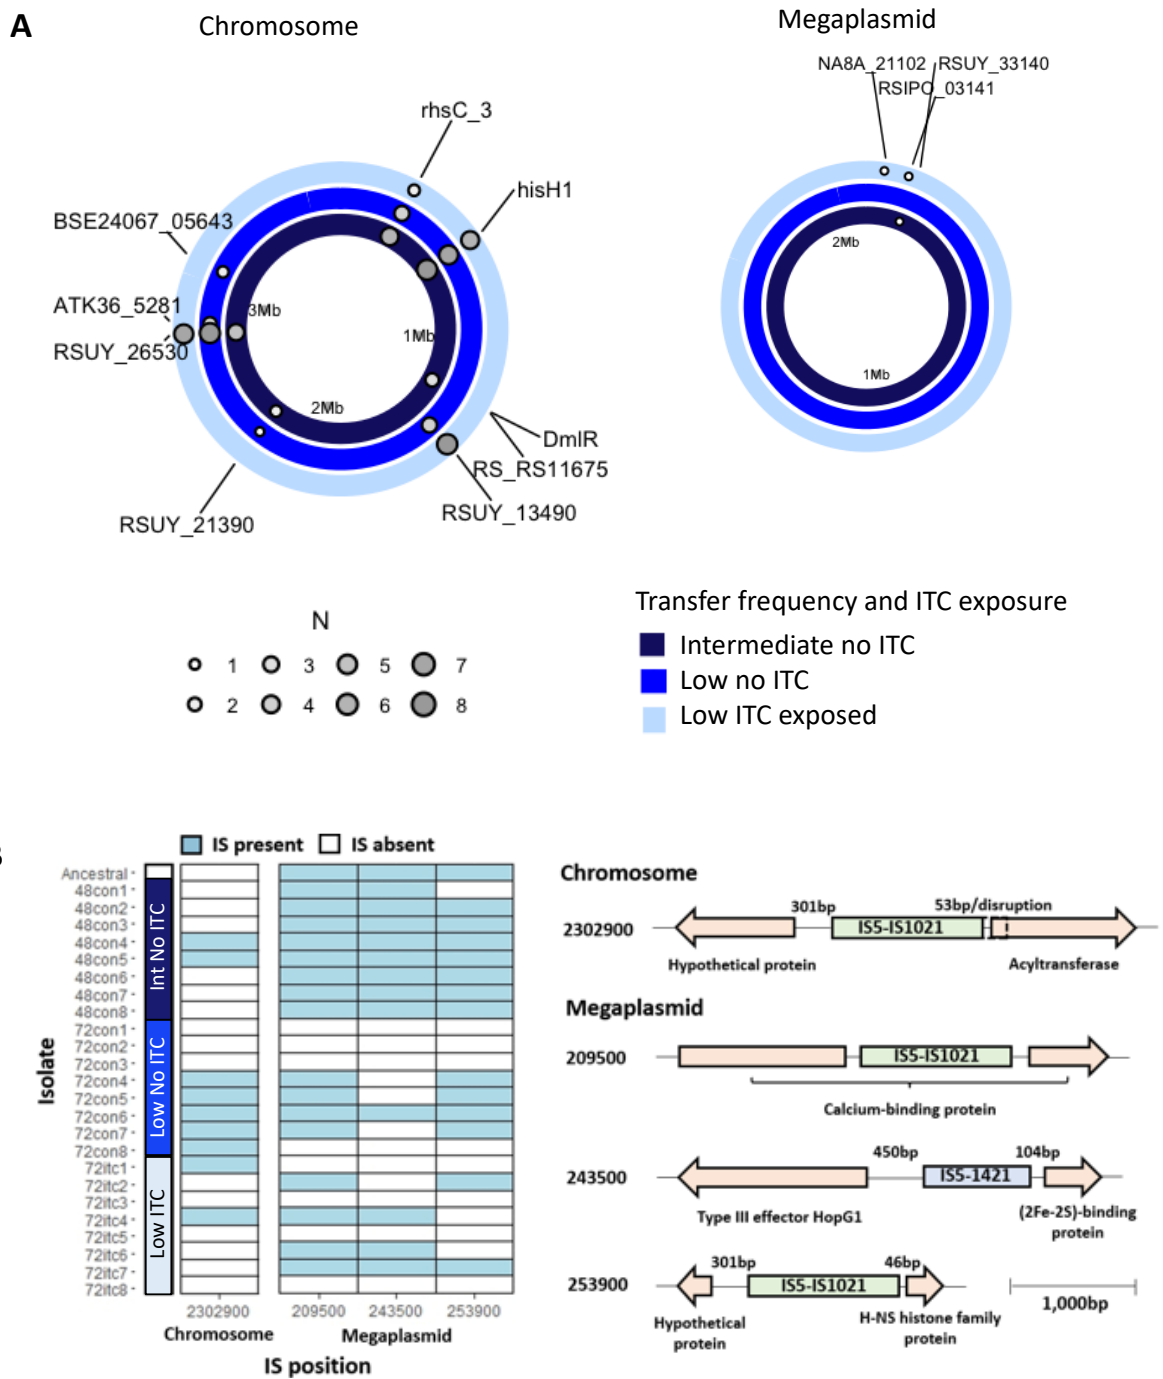 A
Chromosome
Megaplasmid
NA8A_21102
RSUY_33140
RSIPO_03141
rhsC_3
hisH1
BSE24067_05643
ATK36_5281
RSUY_26530
3Mb
1Mb
2Mb
2Mb
1Mb
DmlR
RS_RS11675
RSUY_13490
RSUY_21390
N
1 3 5 7
2 4 6 8
Transfer frequency and ITC exposure
Intermediate no ITC
Low no ITC
Low ITC exposed
IS present IS absent
Isolate
Ancestral
48con1
48con2
48con3
48con4
48con5
48con6
48con7
48con8
72con1
72con2
72con3
72con4
72con5
72con6
72con7
72con8
72itc1
72itc2
72itc3
72itc4
72itc5
72itc6
72itc7
72itc8
Int No ITC
Low No ITC
Low ITC
2302900 209500 243500 253900
Chromosome Megaplasmid
IS position
Chromosome
2302900
301bp
53bp/disruption
IS5-IS1021
Hypothetical protein
Acyltransferase
Megaplasmid
209500
IS5-IS1021
Calcium-binding protein
243500
450bp
104bp
IS5-1421
Type III effector HopG1
(2Fe-2S)-binding
protein
253900
301bp
46bp
IS5-IS1021
Hypothetical
protein
H-NS histone family
protein
1,000bp